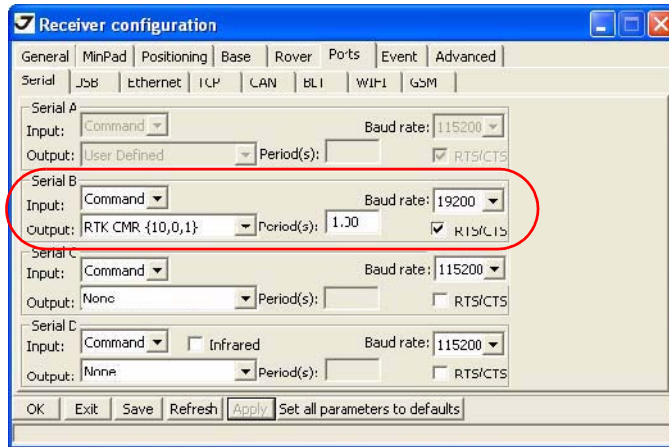 Receiver configuration
General MinPad Positioning Base Rover Ports Event Advanced
Serial USB Ethernet TCP CAN BLT WIFI GSM
Serial A
Input: Command Baud rate: 115200
Output: User Defined Period(s): RTS/CTS
Serial B
Input: Command Baud rate: 19200
Output: RTK CMR {10,0,1} Period(s): 1.00 RTS/CTS
Serial C
Input: Command Baud rate: 115200
Output: None Period(s): RTS/CTS
Serial D
Input: Command Infrared Baud rate: 115200
Output: None Period(s): RTS/CTS
OK Exit Save Refresh Apply Set all parameters to defaults